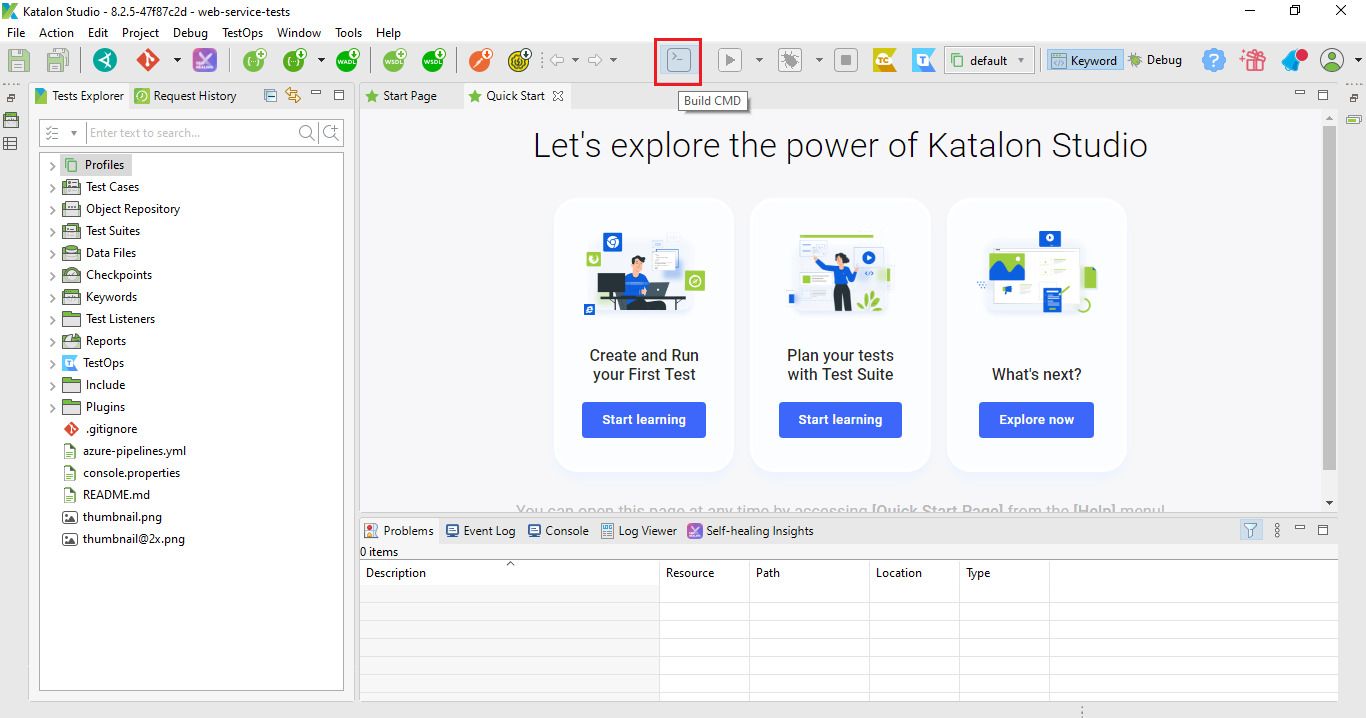 Katalon Studio - 8.2.5-47f87c2d - web-service-tests
File Action Edit Project Debug TestOps Window Tools Help
WADL WSDL WSDL TC T default Keyword Debug
Build CMD
Tests Explorer Request History
Enter text to search...
Profiles
Test Cases
Object Repository
Test Suites
Data Files
Checkpoints
Keywords
Test Listeners
Reports
TestOps
Include
Plugins
.gitignore
azure-pipelines.yml
console.properties
README.md
thumbnail.png
thumbnail@2x.png
Start Page Quick Start
Let's explore the power of Katalon Studio
Create and Run
your First Test
Start learning
Plan your tests
with Test Suite
Start learning
What's next?
Explore now
You can open this page at any time by accessing [Quick Start Page] from the [Help] menu!
Problems Event Log Console Log Viewer Self-healing Insights
0 items
Description Resource Path Location Type